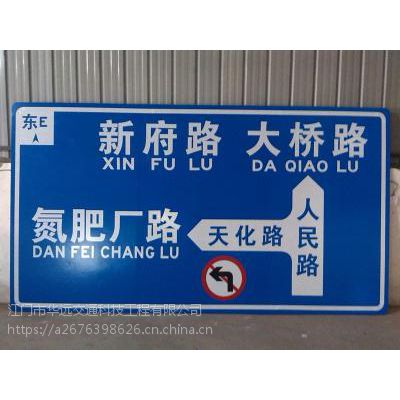 东E
新府路 大桥路
XIN FU LU DA QIAO LU
氮肥厂路
DAN FEI CHANG LU
天化路
人民路
江门市华远交通科技工程有限公司
https://a2676398626.cn.china.cn